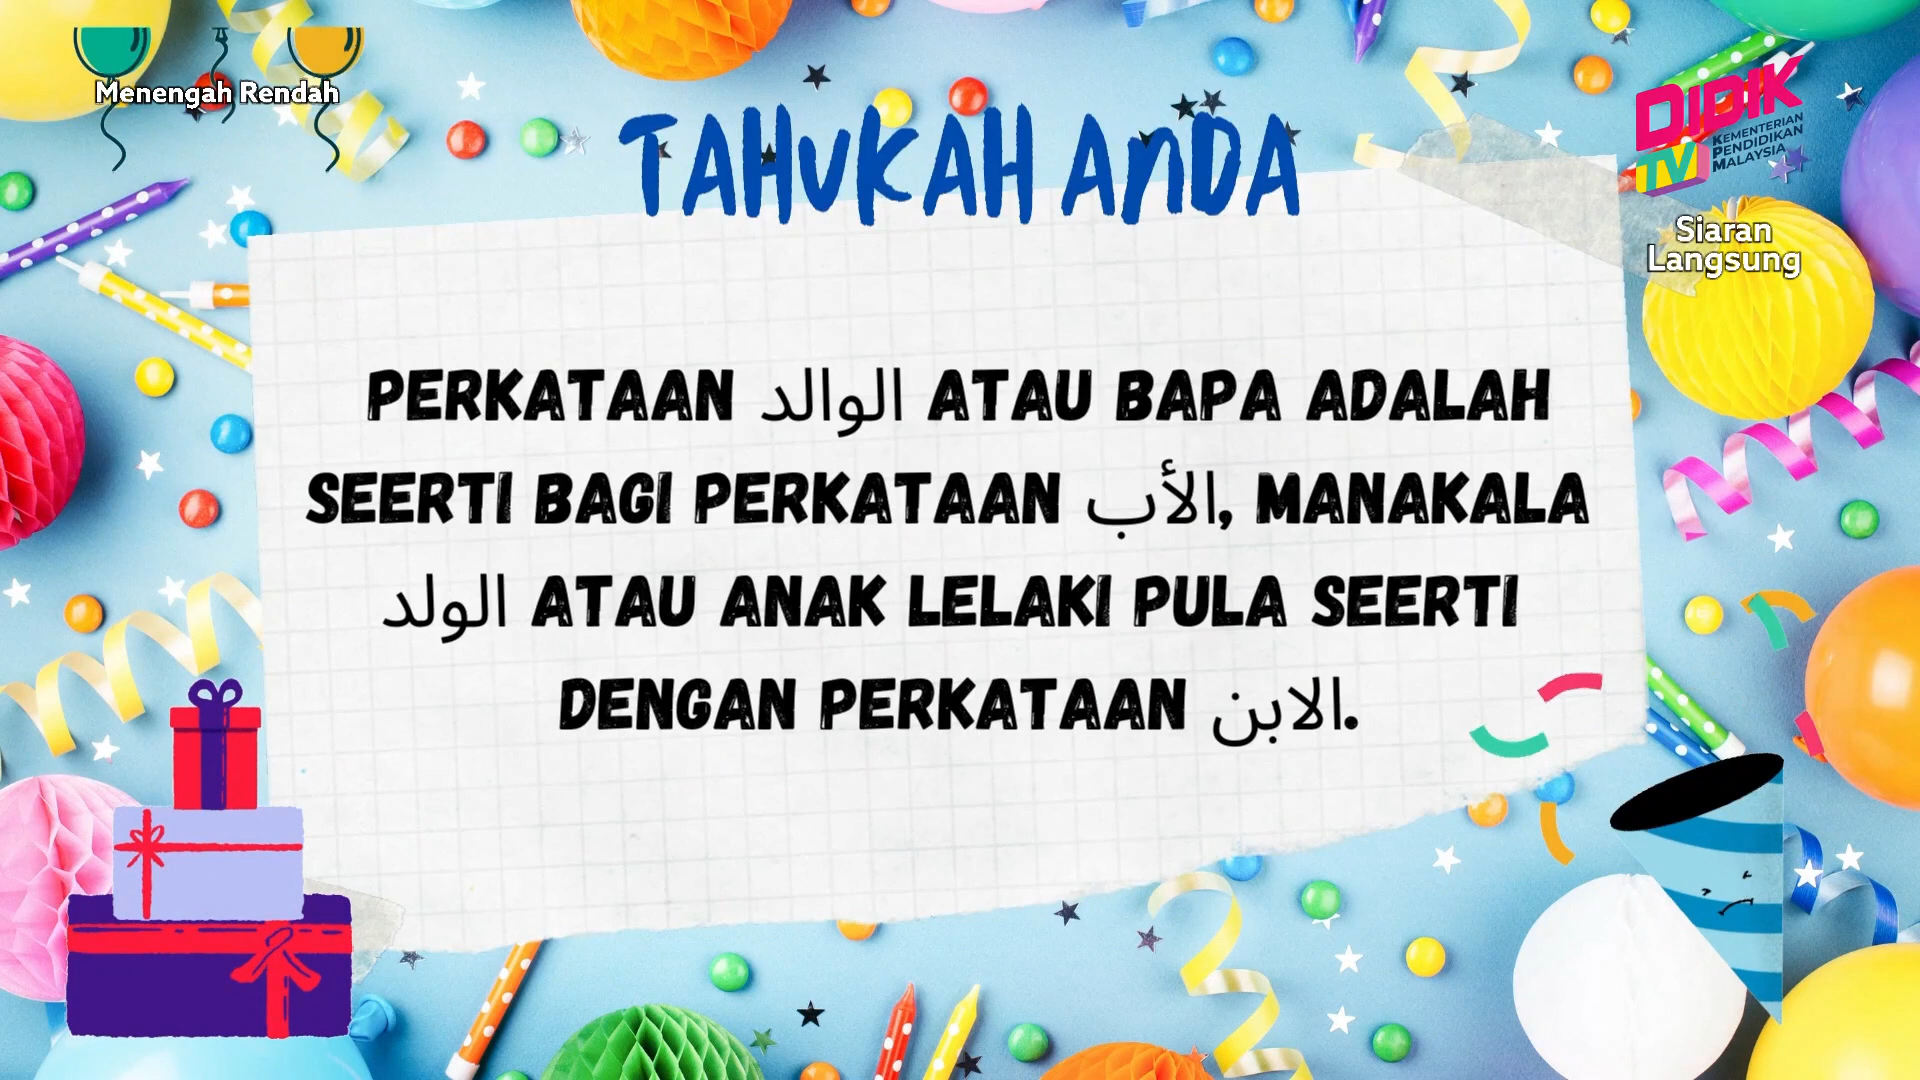 Menengah Rendah
TAHUKAH ANDA
DIDIK
TV
KEMENTERIAN
PENDIDIKAN
MALAYSIA
Siaran
Langsung
PERKATAAN الوالد ATAU BAPA ADALAH
SEERTI BAGI PERKATAAN الأب, MANAKALA
الولد ATAU ANAK LELAKI PULA SEERTI
DENGAN PERKATAAN الابن.